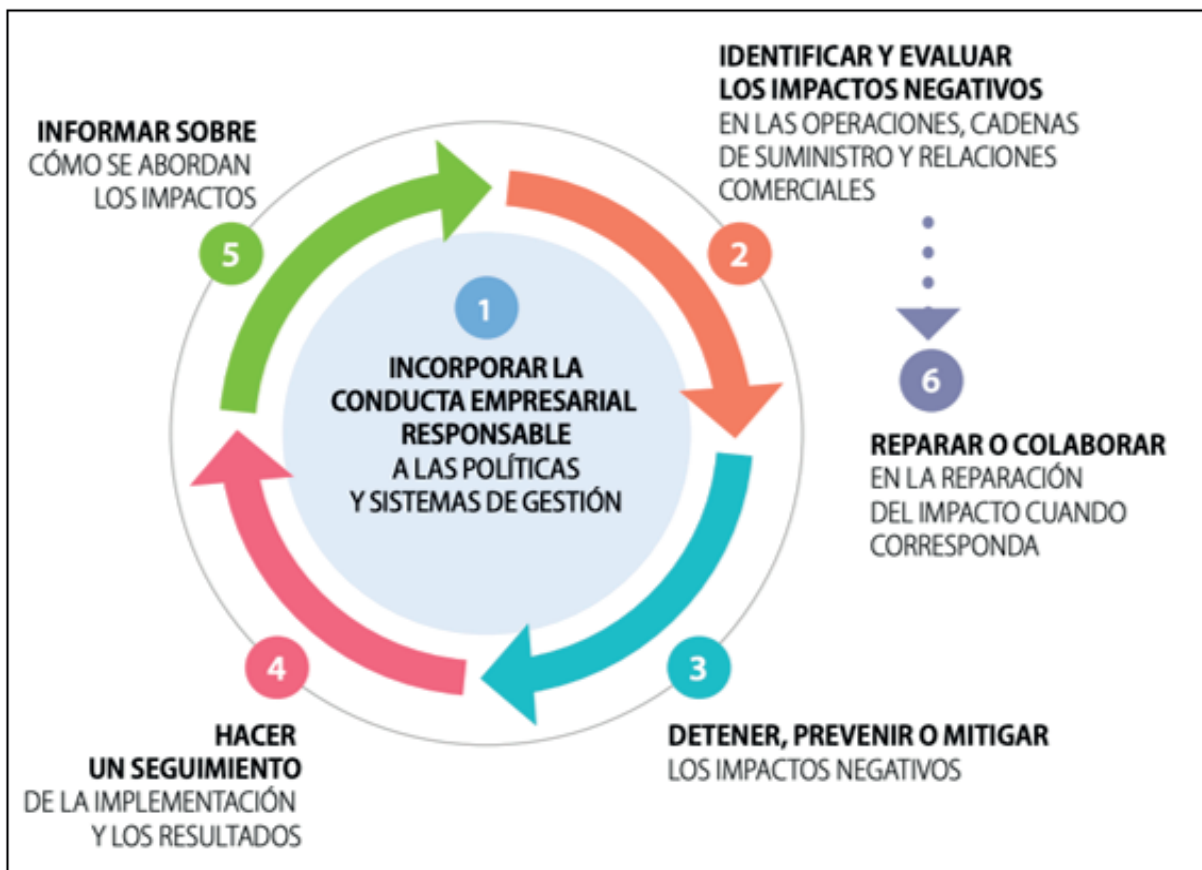 1
INCORPORAR LA
CONDUCTA EMPRESARIAL
RESPONSABLE
A LAS POLÍTICAS
Y SISTEMAS DE GESTIÓN
2
IDENTIFICAR Y EVALUAR
LOS IMPACTOS NEGATIVOS
EN LAS OPERACIONES, CADENAS
DE SUMINISTRO Y RELACIONES
COMERCIALES
3
DETENER, PREVENIR O MITIGAR
LOS IMPACTOS NEGATIVOS
4
HACER
UN SEGUIMIENTO
DE LA IMPLEMENTACIÓN
Y LOS RESULTADOS
5
INFORMAR SOBRE
CÓMO SE ABORDAN
LOS IMPACTOS
6
REPARAR O COLABORAR
EN LA REPARACIÓN
DEL IMPACTO CUANDO
CORRESPONDA